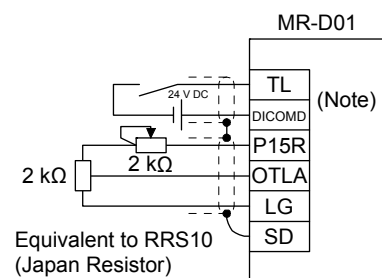 MR-D01
TL
24 V DC
(Note)
DICOMD
P15R
2 kΩ
2 kΩ
OTLA
LG
SD
Equivalent to RRS10
(Japan Resistor)